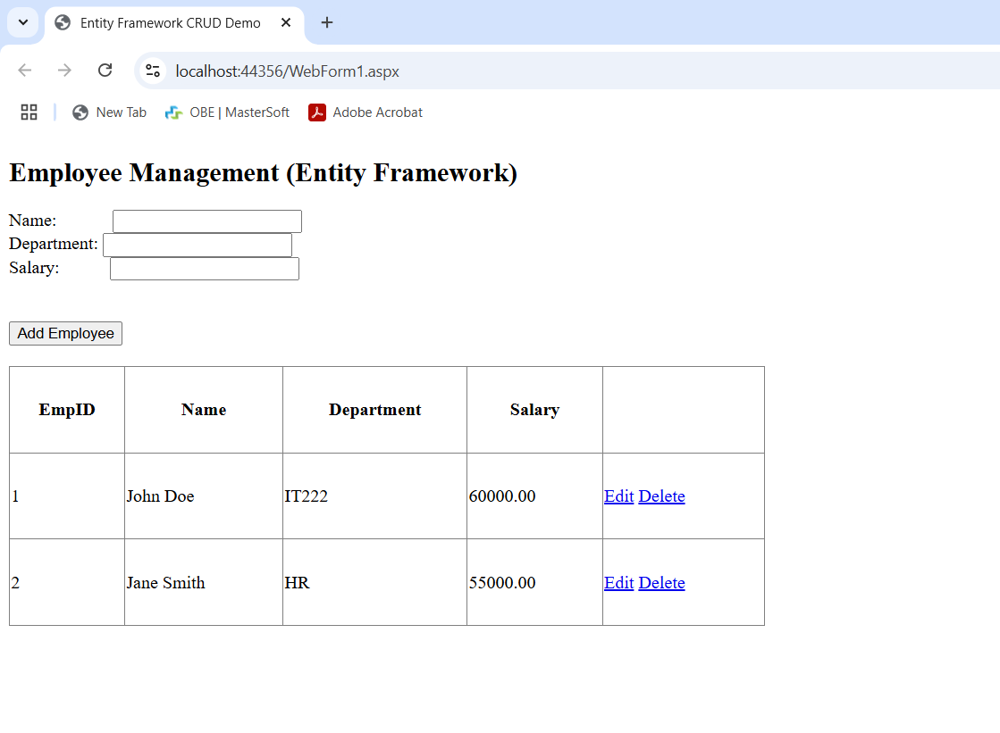 Entity Framework CRUD Demo
localhost:44356/WebForm1.aspx
New Tab OBE | MasterSoft Adobe Acrobat
Employee Management (Entity Framework)
Name:
Department:
Salary:
Add Employee
EmpID Name Department Salary
1 John Doe IT222 60000.00 Edit Delete
2 Jane Smith HR 55000.00 Edit Delete